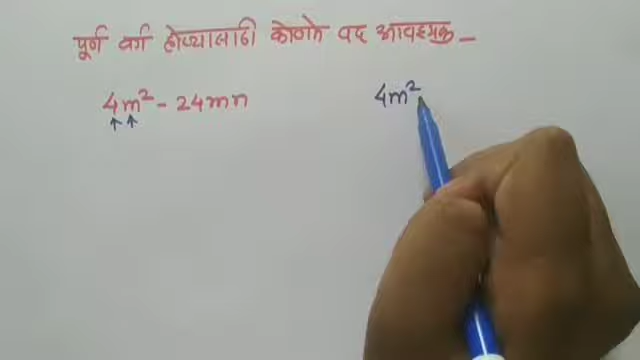 पूर्ण वर्ग होण्यासाठी कोणते पद आवश्यक -
4m² - 24mn 4m²